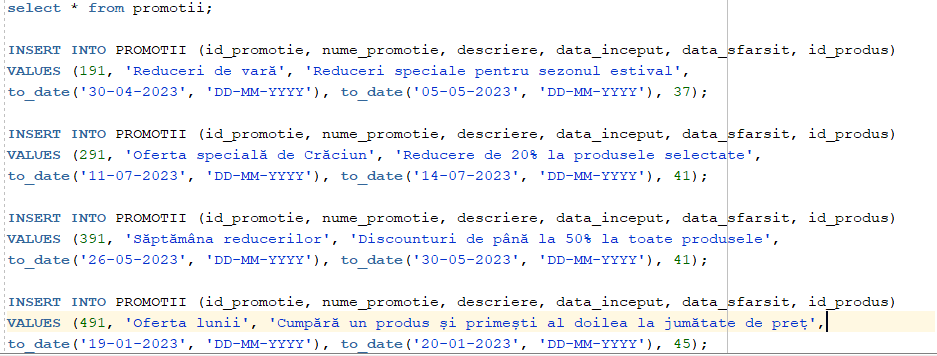 select * from promotii;
INSERT INTO PROMOTII (id_promotie, nume_promotie, descriere, data_inceput, data_sfarsit, id_produs)
VALUES (191, 'Reduceri de vară', 'Reduceri speciale pentru sezonul estival',
to_date('30-04-2023', 'DD-MM-YYYY'), to_date('05-05-2023', 'DD-MM-YYYY'), 37);
INSERT INTO PROMOTII (id_promotie, nume_promotie, descriere, data_inceput, data_sfarsit, id_produs)
VALUES (291, 'Oferta specială de Crăciun', 'Reducere de 20% la produsele selectate',
to_date('11-07-2023', 'DD-MM-YYYY'), to_date('14-07-2023', 'DD-MM-YYYY'), 41);
INSERT INTO PROMOTII (id_promotie, nume_promotie, descriere, data_inceput, data_sfarsit, id_produs)
VALUES (391, 'Săptămâna reducerilor', 'Discounturi de până la 50% la toate produsele',
to_date('26-05-2023', 'DD-MM-YYYY'), to_date('30-05-2023', 'DD-MM-YYYY'), 41);
INSERT INTO PROMOTII (id_promotie, nume_promotie, descriere, data_inceput, data_sfarsit, id_produs)
VALUES (491, 'Oferta lunii', 'Cumpără un produs și primești al doilea la jumătate de preț',
to_date('19-01-2023', 'DD-MM-YYYY'), to_date('20-01-2023', 'DD-MM-YYYY'), 45);